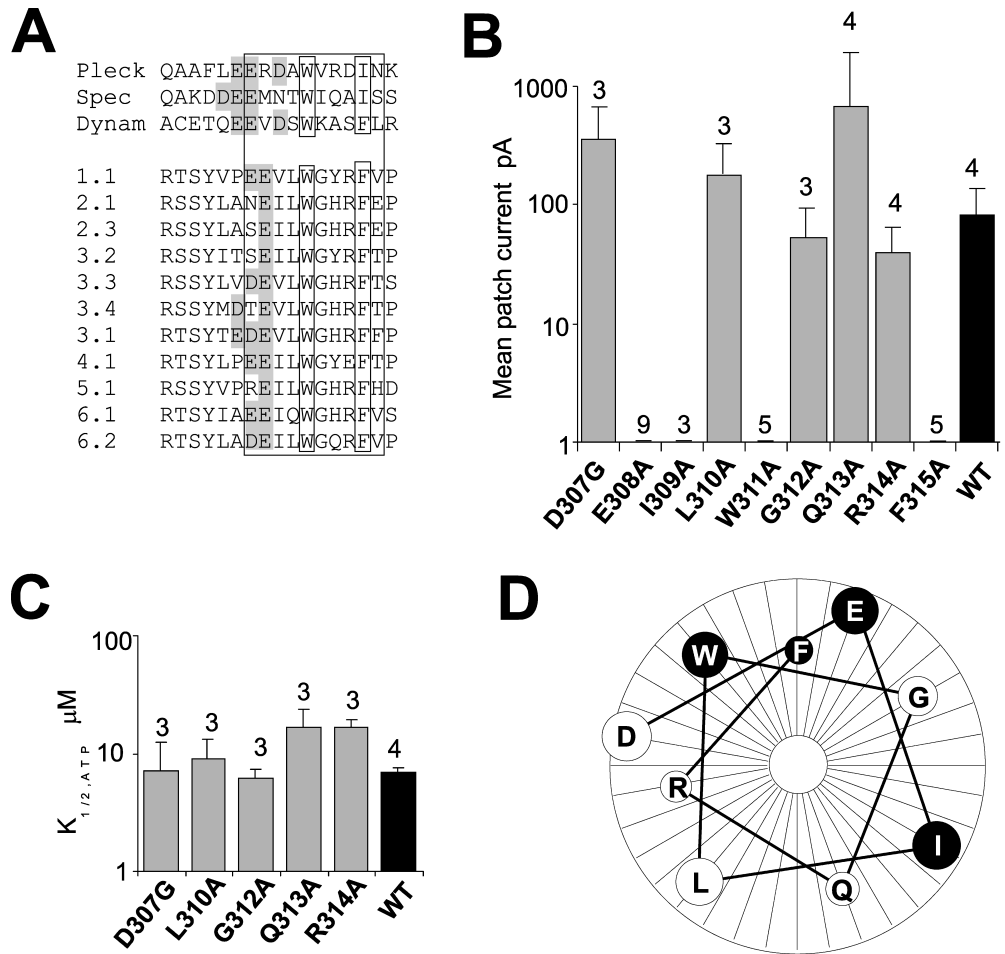 A
Pleck QAAFLEERDAWVRDINK
Spec QAKDDEEMNTWIQAISS
Dynam ACETQEEVDSWKASFLR
1.1 RTSYVPEEVLWGYRFVP
2.1 RSSYLANEILWGHRFEP
2.3 RSSYLASEILWGHRFEP
3.2 RSSYITSEILWGYRFTP
3.3 RSSYLVDEVLWGHRFTS
3.4 RSSYMDTEVLWGHRFTP
3.1 RTSYTEDEVLWGHRFFP
4.1 RTSYLPEEILWGYEFTP
5.1 RSSYVPREILWGHRFHD
6.1 RTSYIAEEIQWGHRFVS
6.2 RTSYLADEILWGQRFVP
B
Mean patch current pA
1000
100
10
1
3
9
3
3
5
3
4
4
5
4
D307G
E308A
I309A
L310A
W311A
G312A
Q313A
R314A
F315A
WT
C
K1/2,ATP µM
100
10
1
3
3
3
3
3
4
D307G
L310A
G312A
Q313A
R314A
WT
D
E
W
F
G
D
R
I
L
Q